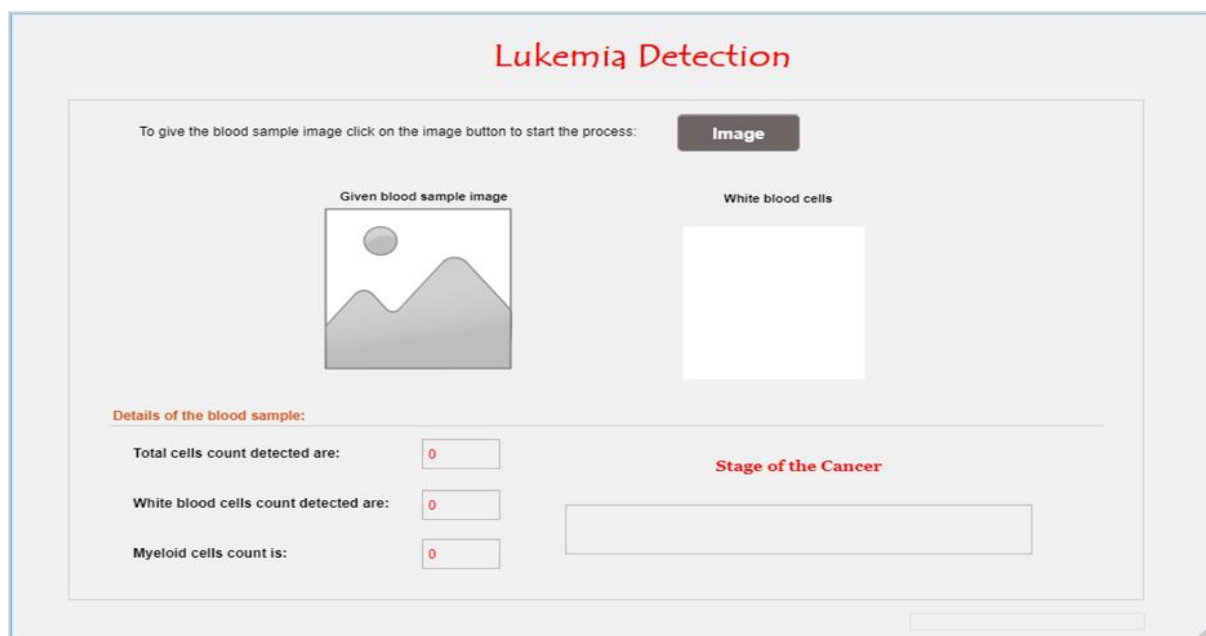 Lukemia Detection
To give the blood sample image click on the image button to start the process:
Image
Given blood sample image
White blood cells
Details of the blood sample:
Total cells count detected are:
0
Stage of the Cancer
White blood cells count detected are:
0
Myeloid cells count is:
0